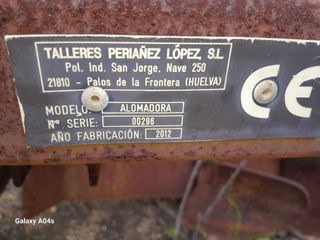 TALLERES PERIAÑEZ LÓPEZ, S.L
Pol. Ind. San Jorge, Nave 250
21810 - Palos de la Frontera (HUELVA)
CE
MODELO: ALOMADORA
Nº SERIE: 00298
AÑO FABRICACIÓN: 2012
Galaxy A04s